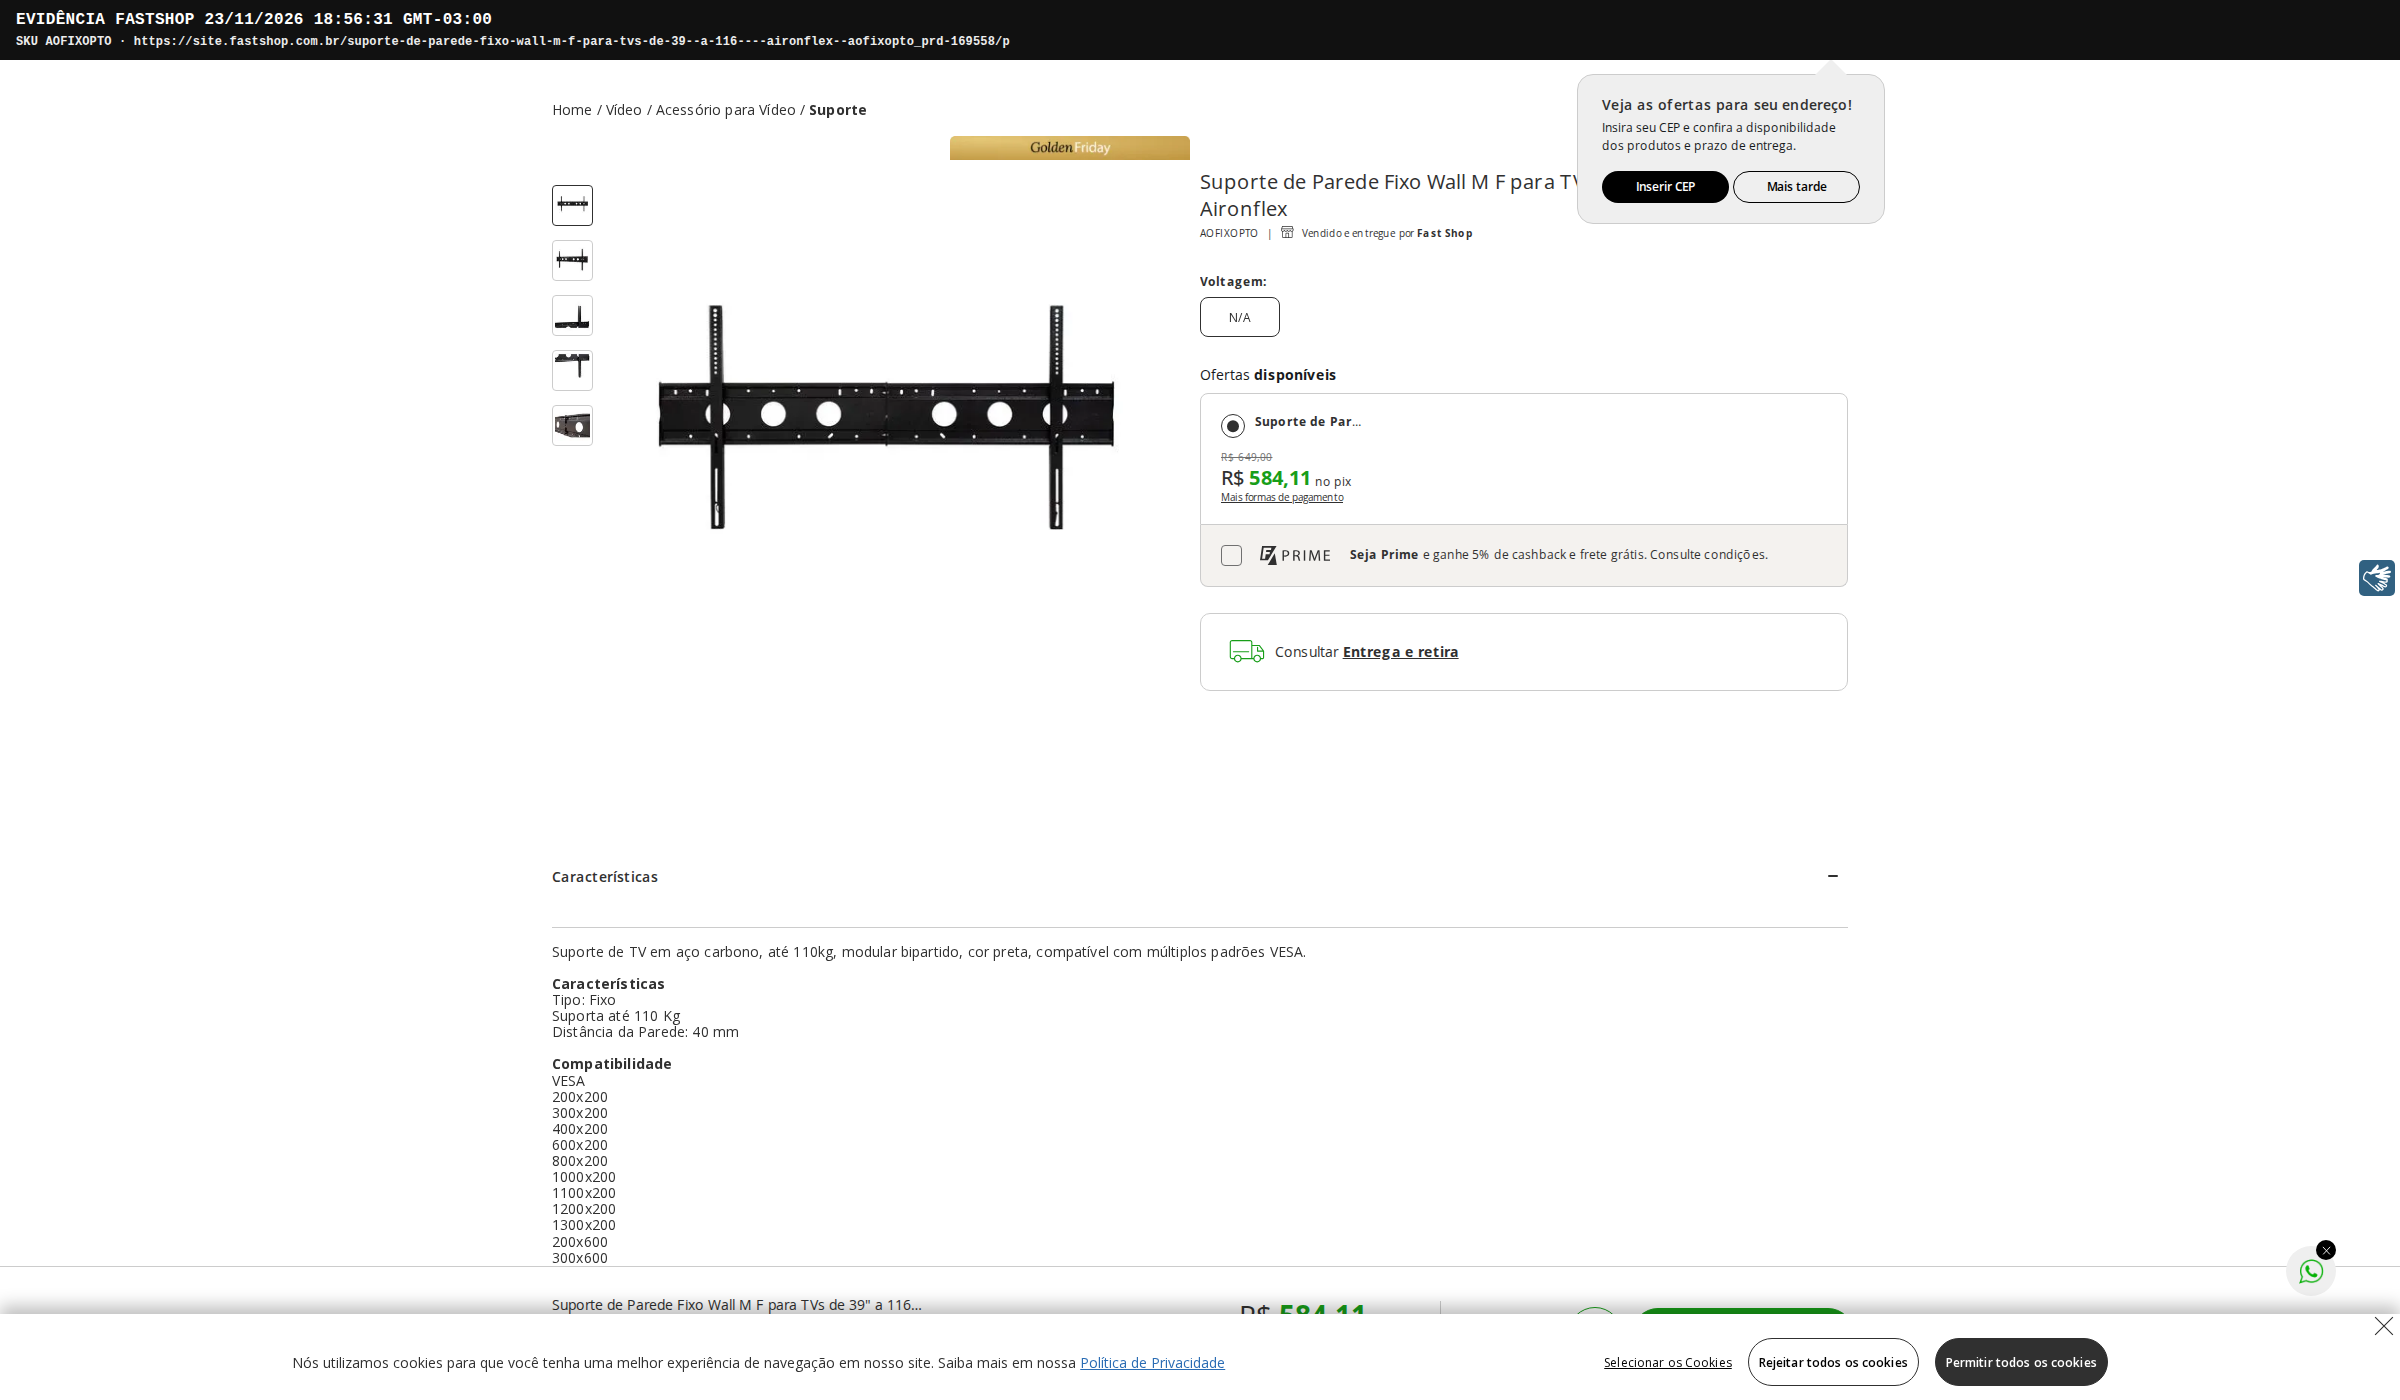 EVIDÊNCIA FASTSHOP 23/11/2026 18:56:31 GMT-03:00
SKU AOFIXOPTO · https://site.fastshop.com.br/suporte-de-parede-fixo-wall-m-f-para-tvs-de-39--a-116----aironflex--aofixopto_prd-169558/p
Home / Vídeo / Acessório para Vídeo / Suporte
Golden Friday
Veja as ofertas para seu endereço!
Insira seu CEP e confira a disponibilidade
dos produtos e prazo de entrega.
Inserir CEP
Mais tarde
Suporte de Parede Fixo Wall M F para TV
Aironflex
AOFIXOPTO | Vendido e entregue por Fast Shop
Voltagem:
N/A
Ofertas disponíveis
Suporte de Par...
R$ 649,00
R$ 584,11 no pix
Mais formas de pagamento
PRIME Seja Prime e ganhe 5% de cashback e frete grátis. Consulte condições.
Consultar Entrega e retira
Características
Suporte de TV em aço carbono, até 110kg, modular bipartido, cor preta, compatível com múltiplos padrões VESA.
Características
Tipo: Fixo
Suporta até 110 Kg
Distância da Parede: 40 mm
Compatibilidade
VESA
200x200
300x200
400x200
600x200
800x200
1000x200
1100x200
1200x200
1300x200
200x600
300x600
Suporte de Parede Fixo Wall M F para TVs de 39" a 116...
R$ 584,11
Nós utilizamos cookies para que você tenha uma melhor experiência de navegação em nosso site. Saiba mais em nossa Política de Privacidade
Selecionar os Cookies
Rejeitar todos os cookies
Permitir todos os cookies